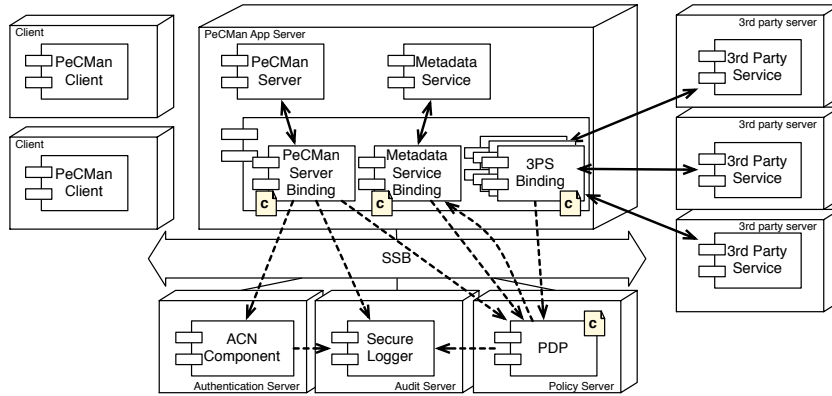 Client
PeCMan
Client
Client
PeCMan
Client
PeCMan App Server
PeCMan
Server
Metadata
Service
PeCMan
Server
Binding
c
Metadata
Service
Binding
c
3PS
Binding
c
3rd party server
3rd Party
Service
3rd party server
3rd Party
Service
3rd party server
3rd Party
Service
SSB
ACN
Component
Authentication Server
Secure
Logger
Audit Server
PDP
c
Policy Server